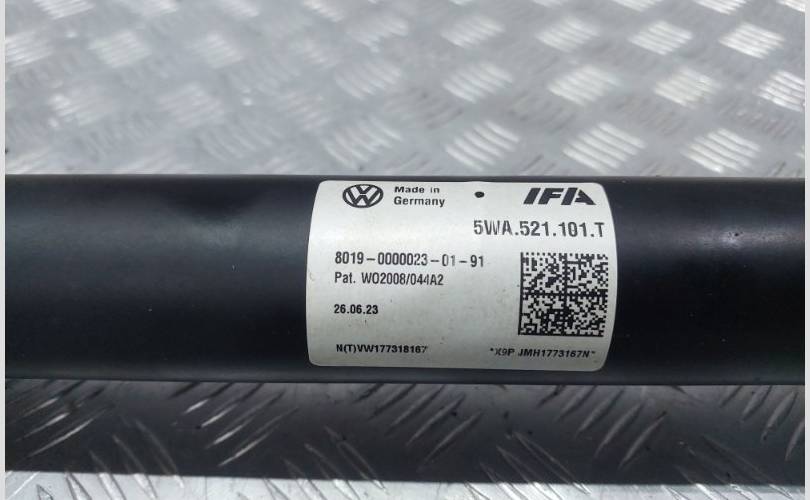 Made in Germany
IFA
5WA.521.101.T
8019-0000023-01-91
Pat. WO2008/044A2
26.06.23
N(T)VW177318167
*X9P JMH1773167N*